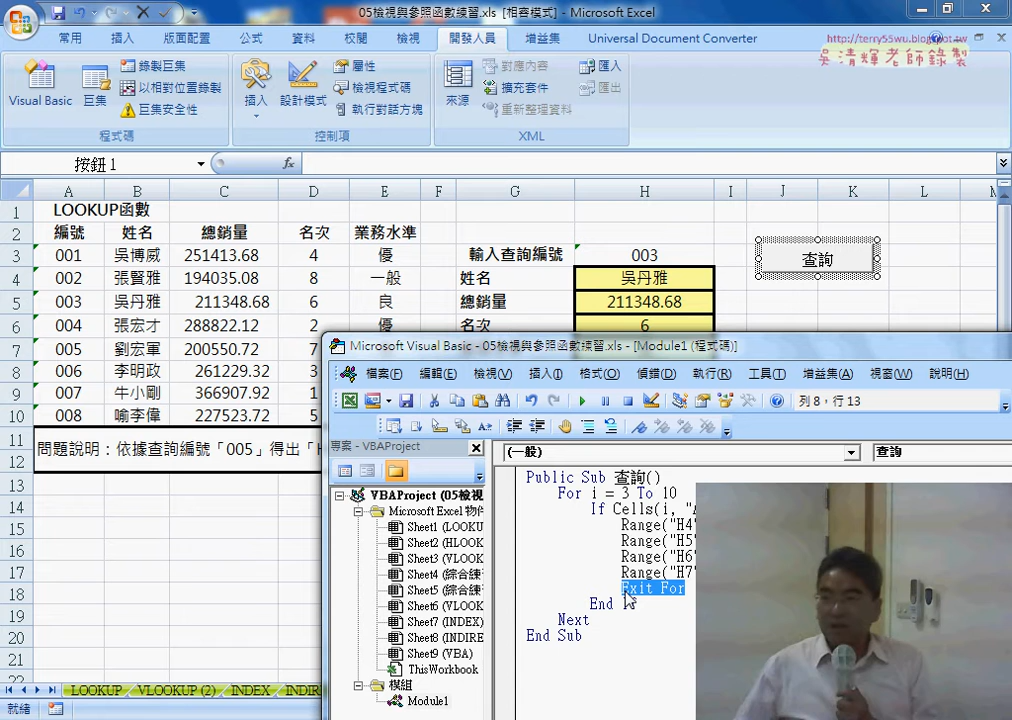 05檢視與參照函數練習.xls [相容模式] - Microsoft Excel
常用 插入 版面配置 公式 資料 校閱 檢視 開發人員 增益集 Universal Document Converter
http://terry55wu.blogspot.tw
吳清輝老師錄製
Visual Basic 巨集 錄製巨集 以相對位置錄製 巨集安全性 程式碼
插入 設計模式 屬性 檢視程式碼 執行對話方塊 控制項
來源 對應內容 擴充套件 重新整理資料 匯入 匯出 XML
按鈕 1 fx
A B C D E F G H I J K L
1 LOOKUP函數
2 編號 姓名 總銷量 名次 業務水準
3 001 吳博威 251413.68 4 優 輸入查詢編號 003 查詢
4 002 張賢雅 194035.08 8 一般 姓名 吳丹雅
5 003 吳丹雅 211348.68 6 良 總銷量 211348.68
6 004 張宏才 288822.12 2 優 名次 6
7 005 劉宏軍 200550.72 7
8 006 李明政 261229.32 3
9 007 牛小剛 366907.92 1
10 008 喻李偉 227523.72 5
11 問題說明：依據查詢編號「005」得出「H
12
13
14
15
16
17
18
19
20
21
LOOKUP VLOOKUP (2) INDEX INDIR
就緒
Microsoft Visual Basic - 05檢視與參照函數練習.xls - [Module1 (程式碼)]
檔案(F) 編輯(E) 檢視(V) 插入(I) 格式(O) 偵錯(D) 執行(R) 工具(T) 增益集(A) 視窗(W) 說明(H)
列 8，行 13
專案 - VBAProject
VBAProject (05檢視
Microsoft Excel 物件
Sheet1 (LOOKU
Sheet2 (HLOOK
Sheet3 (VLOOK
Sheet4 (綜合練
Sheet5 (綜合練
Sheet6 (VLOOK
Sheet7 (INDEX)
Sheet8 (INDIRE
Sheet9 (VBA)
ThisWorkbook
模組
Module1
(一般) 查詢
Public Sub 查詢()
For i = 3 To 10
If Cells(i, "A
Range("H4"
Range("H5"
Range("H6"
Range("H7"
Exit For
End
Next
End Sub